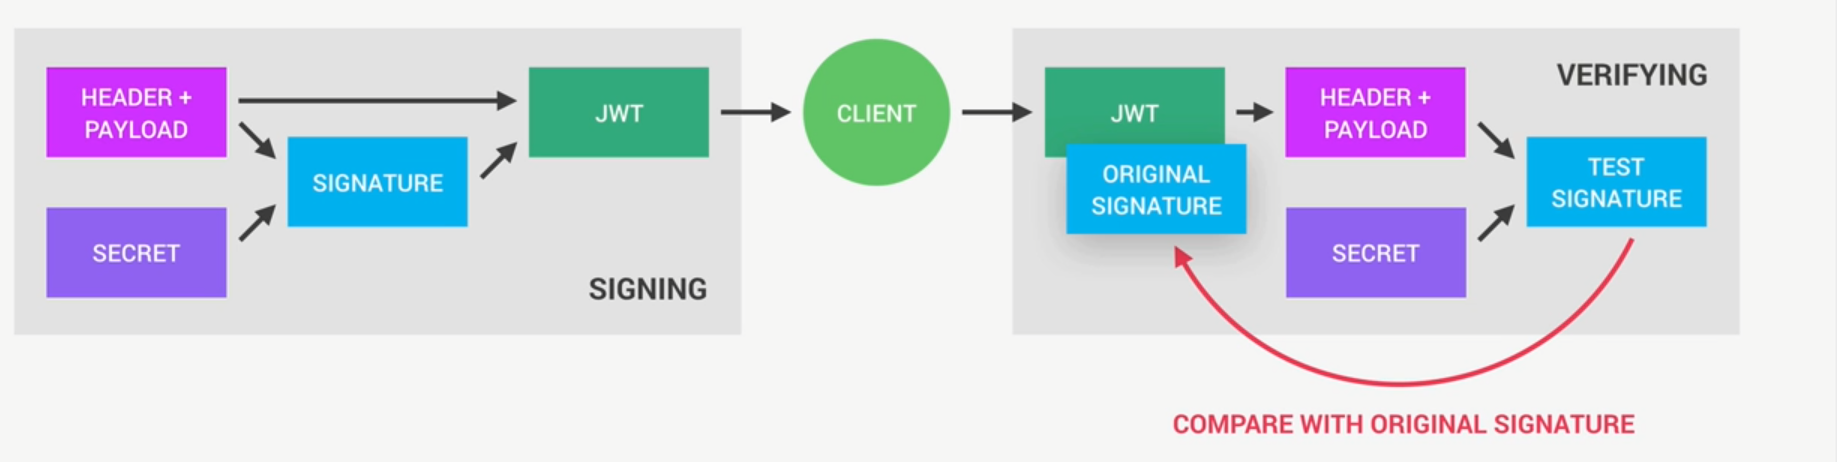 HEADER +
PAYLOAD
SECRET
SIGNATURE
JWT
SIGNING
CLIENT
JWT
ORIGINAL
SIGNATURE
HEADER +
PAYLOAD
SECRET
VERIFYING
TEST
SIGNATURE
COMPARE WITH ORIGINAL SIGNATURE